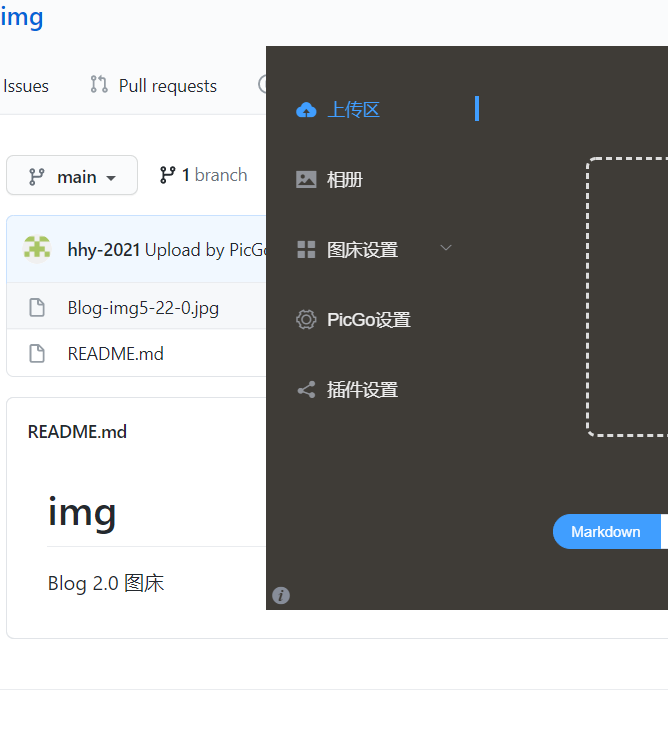 img
Issues
Pull requests
main
1 branch
hhy-2021 Upload by PicGo
Blog-img5-22-0.jpg
README.md
README.md
img
Blog 2.0 图床
上传区
相册
图床设置
PicGo设置
插件设置
Markdown
i